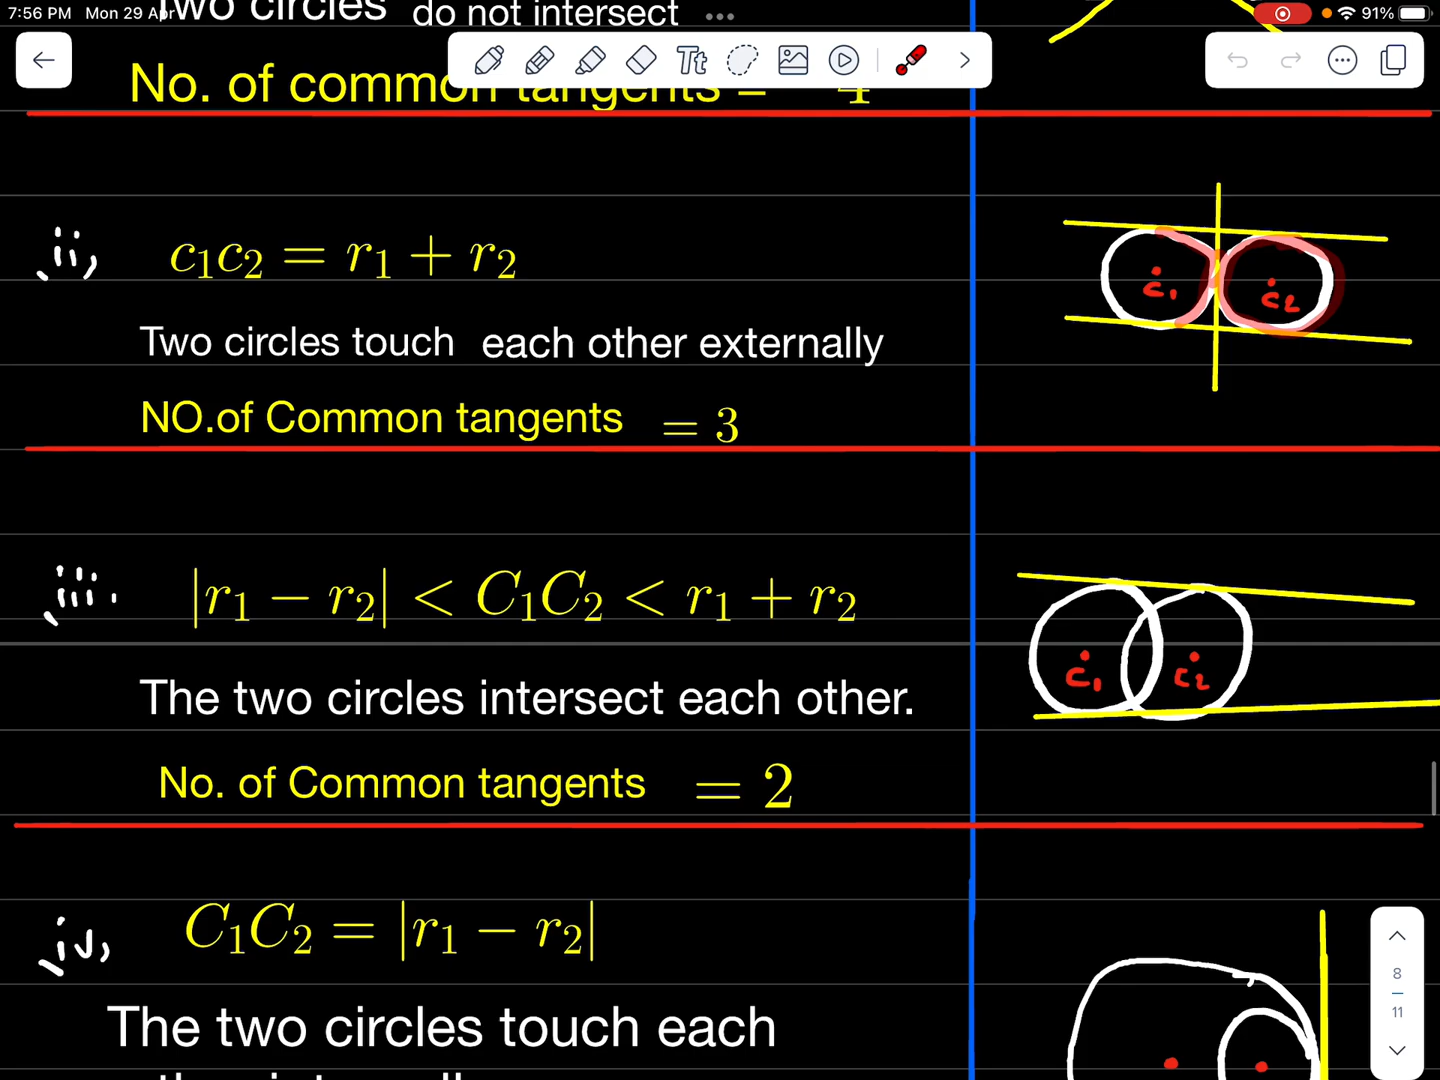 7:56 PM Mon 29 Apr
91%
Two circles do not intersect
No. of common tangents = 4
ii,
c₁c₂ = r₁ + r₂
Two circles touch each other externally
NO.of Common tangents = 3
c₁ c₂
iii.
|r₁ − r₂| < C₁C₂ < r₁ + r₂
The two circles intersect each other.
No. of Common tangents = 2
c₁ c₂
iv,
C₁C₂ = |r₁ − r₂|
The two circles touch each
Tt
8
11